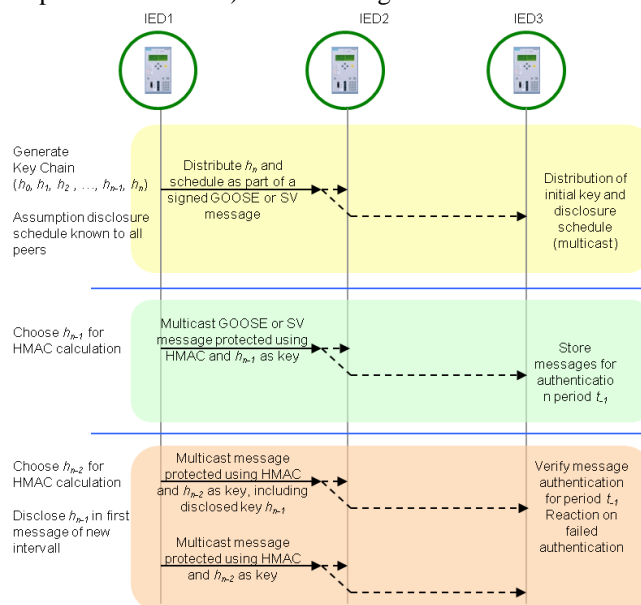 IED1
IED2
IED3
Generate
Key Chain
(h0, h1, h2 , …, hn-1, hn)
Assumption disclosure
schedule known to all
peers
Distribute hn and
schedule as part of a
signed GOOSE or SV
message
Distribution of
initial key and
disclosure
schedule
(multicast)
Choose hn-1 for
HMAC calculation
Multicast GOOSE or SV
message protected using
HMAC and hn-1 as key
Store
messages for
authenticatio
n period t-1
Choose hn-2 for
HMAC calculation
Disclose hn-1 in first
message of new
intervall
Multicast message
protected using HMAC
and hn-2 as key, including
disclosed key hn-1
Multicast message
protected using HMAC
and hn-2 as key
Verify message
authentication
for period t-1
Reaction on
failed
authentication